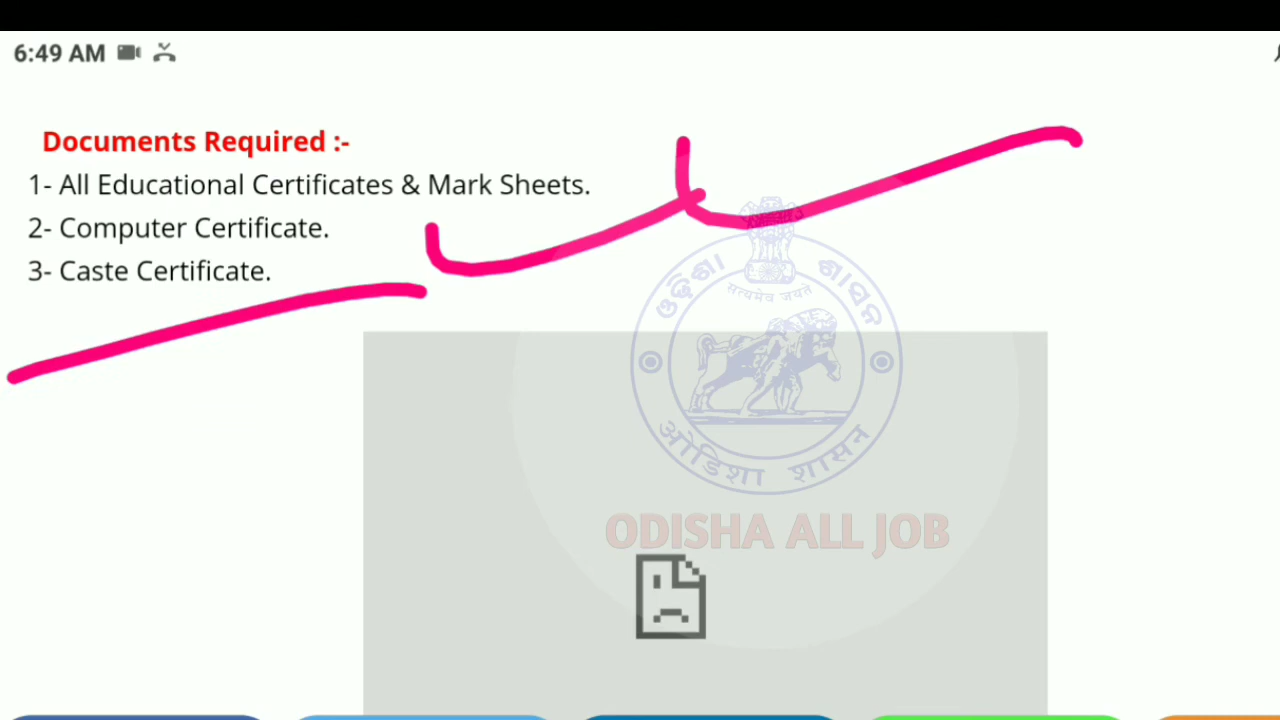 6:49 AM
Documents Required :-
1- All Educational Certificates & Mark Sheets.
2- Computer Certificate.
3- Caste Certificate.
ଓଡ଼ିଶା ଶାସନ
सत्यमेव जयते
ओडिशा शासन
ODISHA ALL JOB